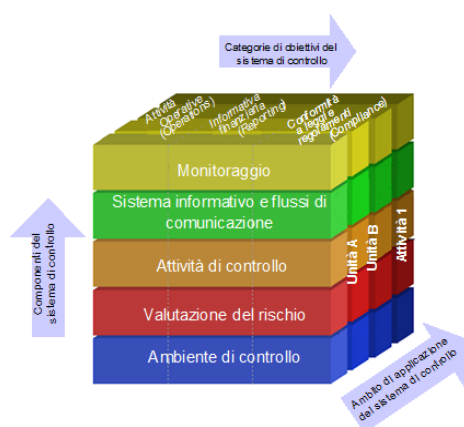 Categorie di obiettivi del
sistema di controllo
Attività
Operative
(Operations)
Informativa
finanziaria
(Reporting)
Conformità
a leggi e
regolamenti
(Compliance)
Monitoraggio
Sistema informativo e flussi di
comunicazione
Attività di controllo
Valutazione del rischio
Ambiente di controllo
Unità A
Unità B
Attività 1
Componenti del
sistema di controllo
Ambito di applicazione
del sistema di controllo